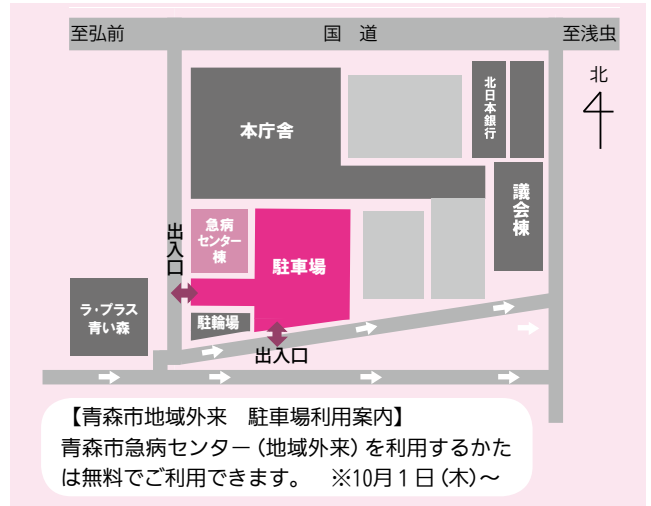 至弘前
国　道
至浅虫
北
北日本銀行
本庁舎
議会棟
急病
センター
棟
出入口
駐車場
ラ・プラス
青い森
駐輪場
出入口
【青森市地域外来　駐車場利用案内】
青森市急病センター（地域外来）を利用するかた
は無料でご利用できます。　※10月１日（木）～